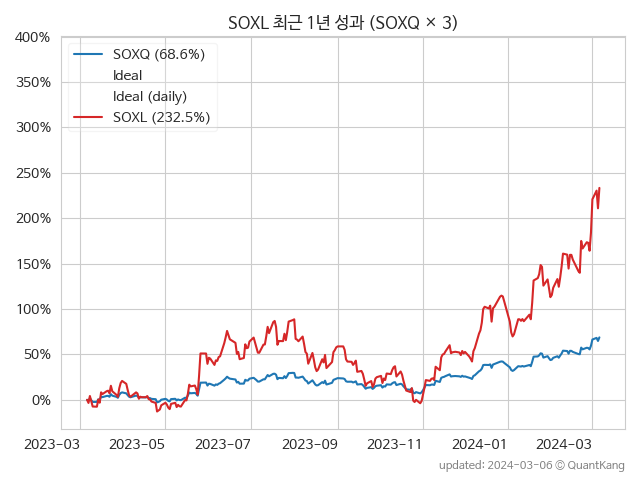 SOXL 최근 1년 성과 (SOXQ × 3)
SOXQ (68.6%)
Ideal
Ideal (daily)
SOXL (232.5%)
400%
350%
300%
250%
200%
150%
100%
50%
0%
2023-03
2023-05
2023-07
2023-09
2023-11
2024-01
2024-03
updated: 2024-03-06 ⓒ QuantKang